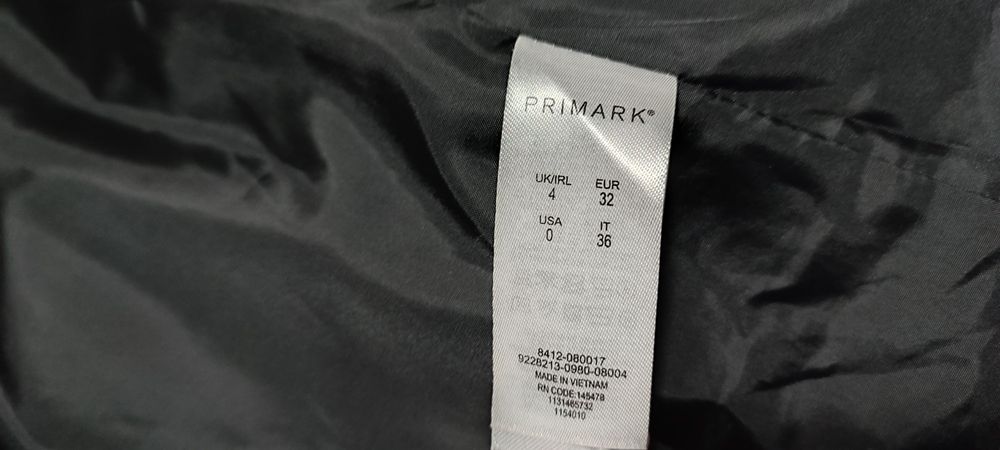 PRIMARK®
UK/IRL EUR
4 32
USA IT
0 36
8412-080017
9228213-0980-08004
MADE IN VIETNAM
RN CODE:145478
1131465732
1154010